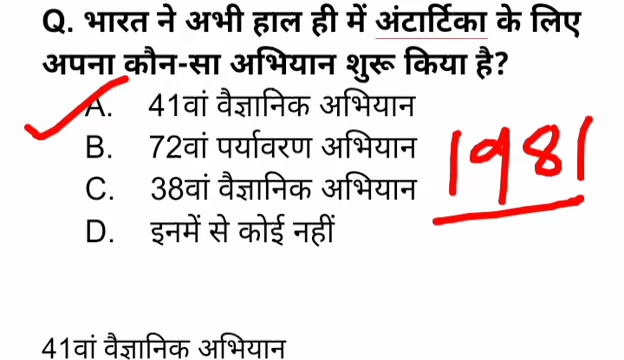 Q. भारत ने अभी हाल ही में अंटार्टिका के लिए
अपना कौन-सा अभियान शुरू किया है?
A. 41वां वैज्ञानिक अभियान
B. 72वां पर्यावरण अभियान
C. 38वां वैज्ञानिक अभियान
D. इनमें से कोई नहीं
1981
41वां वैज्ञानिक अभियान